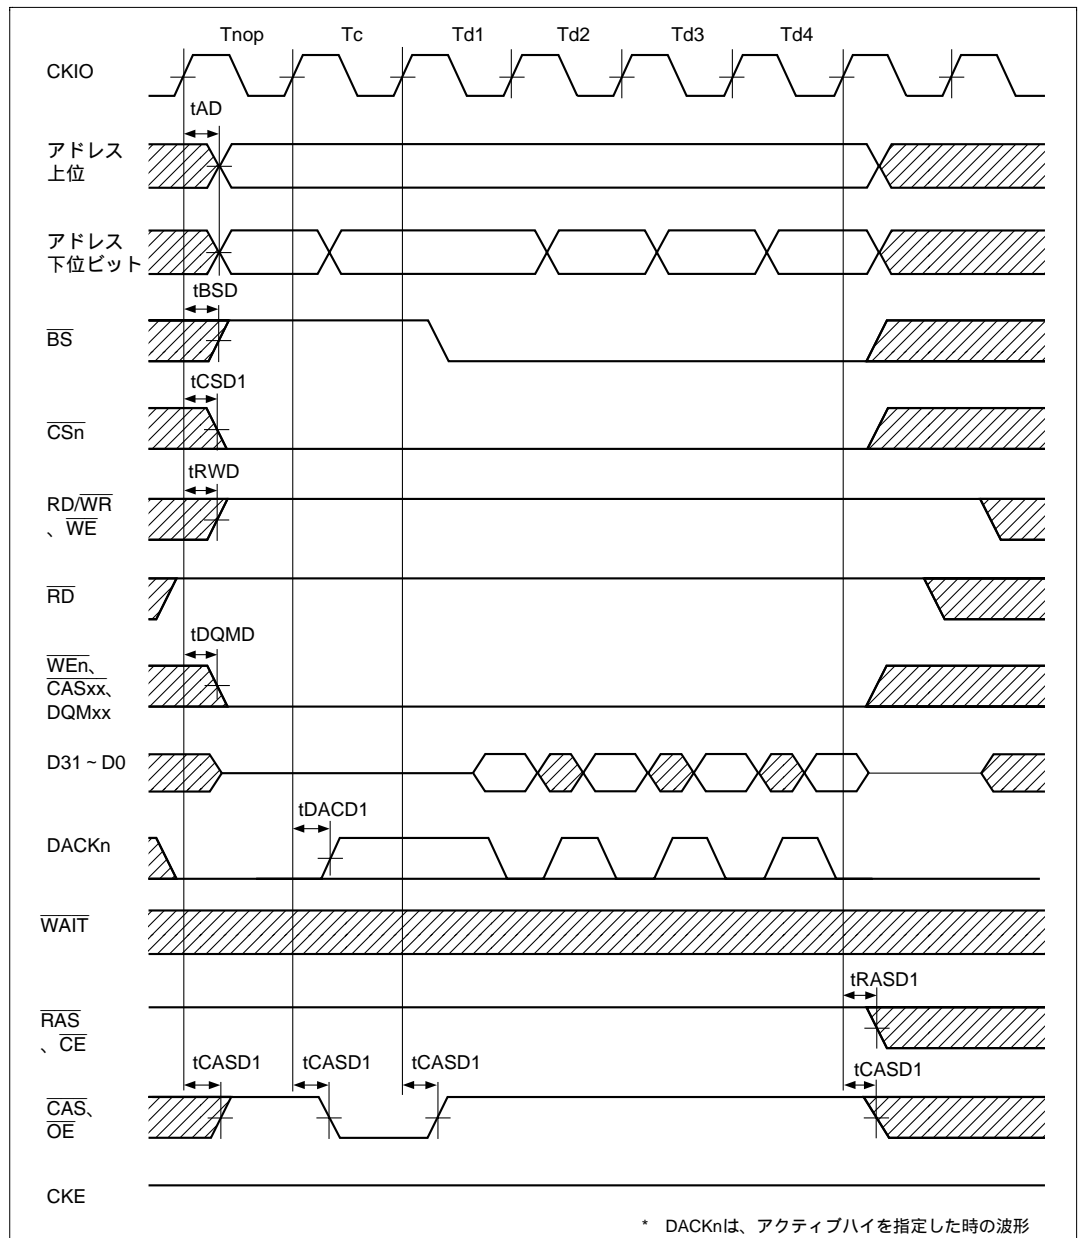 Tnop Tc Td1 Td2 Td3 Td4
CKIO
tAD
アドレス
上位
アドレス
下位ビット
tBSD
BS
tCSD1
CSn
tRWD
RD/WR
、WE
RD
tDQMD
WEn、
CASxx、
DQMxx
D31 ~ D0
tDACD1
DACKn
WAIT
tRASD1
RAS
、CE
tCASD1 tCASD1 tCASD1 tCASD1
CAS、
OE
CKE
* DACKnは、アクティブハイを指定した時の波形